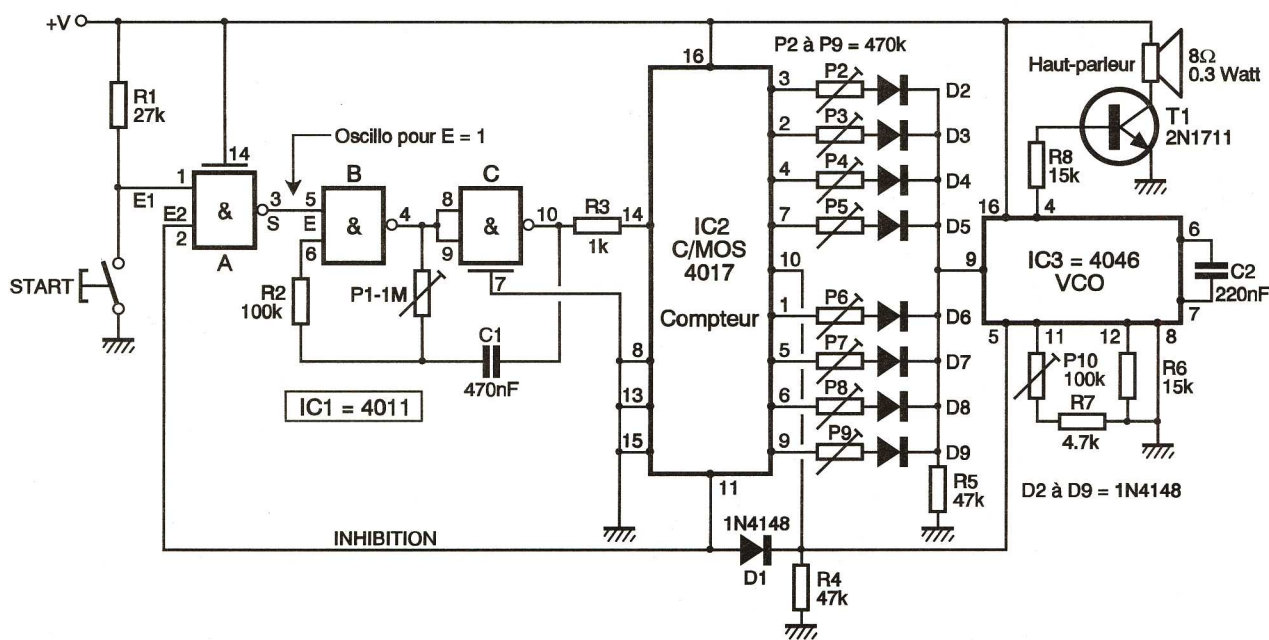 +V
P2 à P9 = 470k
R1
27k
Oscillo pour E = 1
14
1
E1
E2
2
&
A
3
S
5
E
6
B
&
4
8
9
C
&
10
7
R3
1k
14
START
R2
100k
P1-1M
C1
470nF
IC1 = 4011
16
IC2
C/MOS
4017
Compteur
8
13
15
11
3
P2
D2
2
P3
D3
4
P4
D4
7
P5
D5
10
1
P6
D6
5
P7
D7
6
P8
D8
9
P9
D9
R5
47k
INHIBITION
1N4148
D1
R4
47k
Haut-parleur
8Ω
0.3 Watt
T1
2N1711
R8
15k
16
4
9
IC3 = 4046
VCO
6
C2
220nF
7
5
11
12
8
P10
100k
R6
15k
R7
4.7k
D2 à D9 = 1N4148